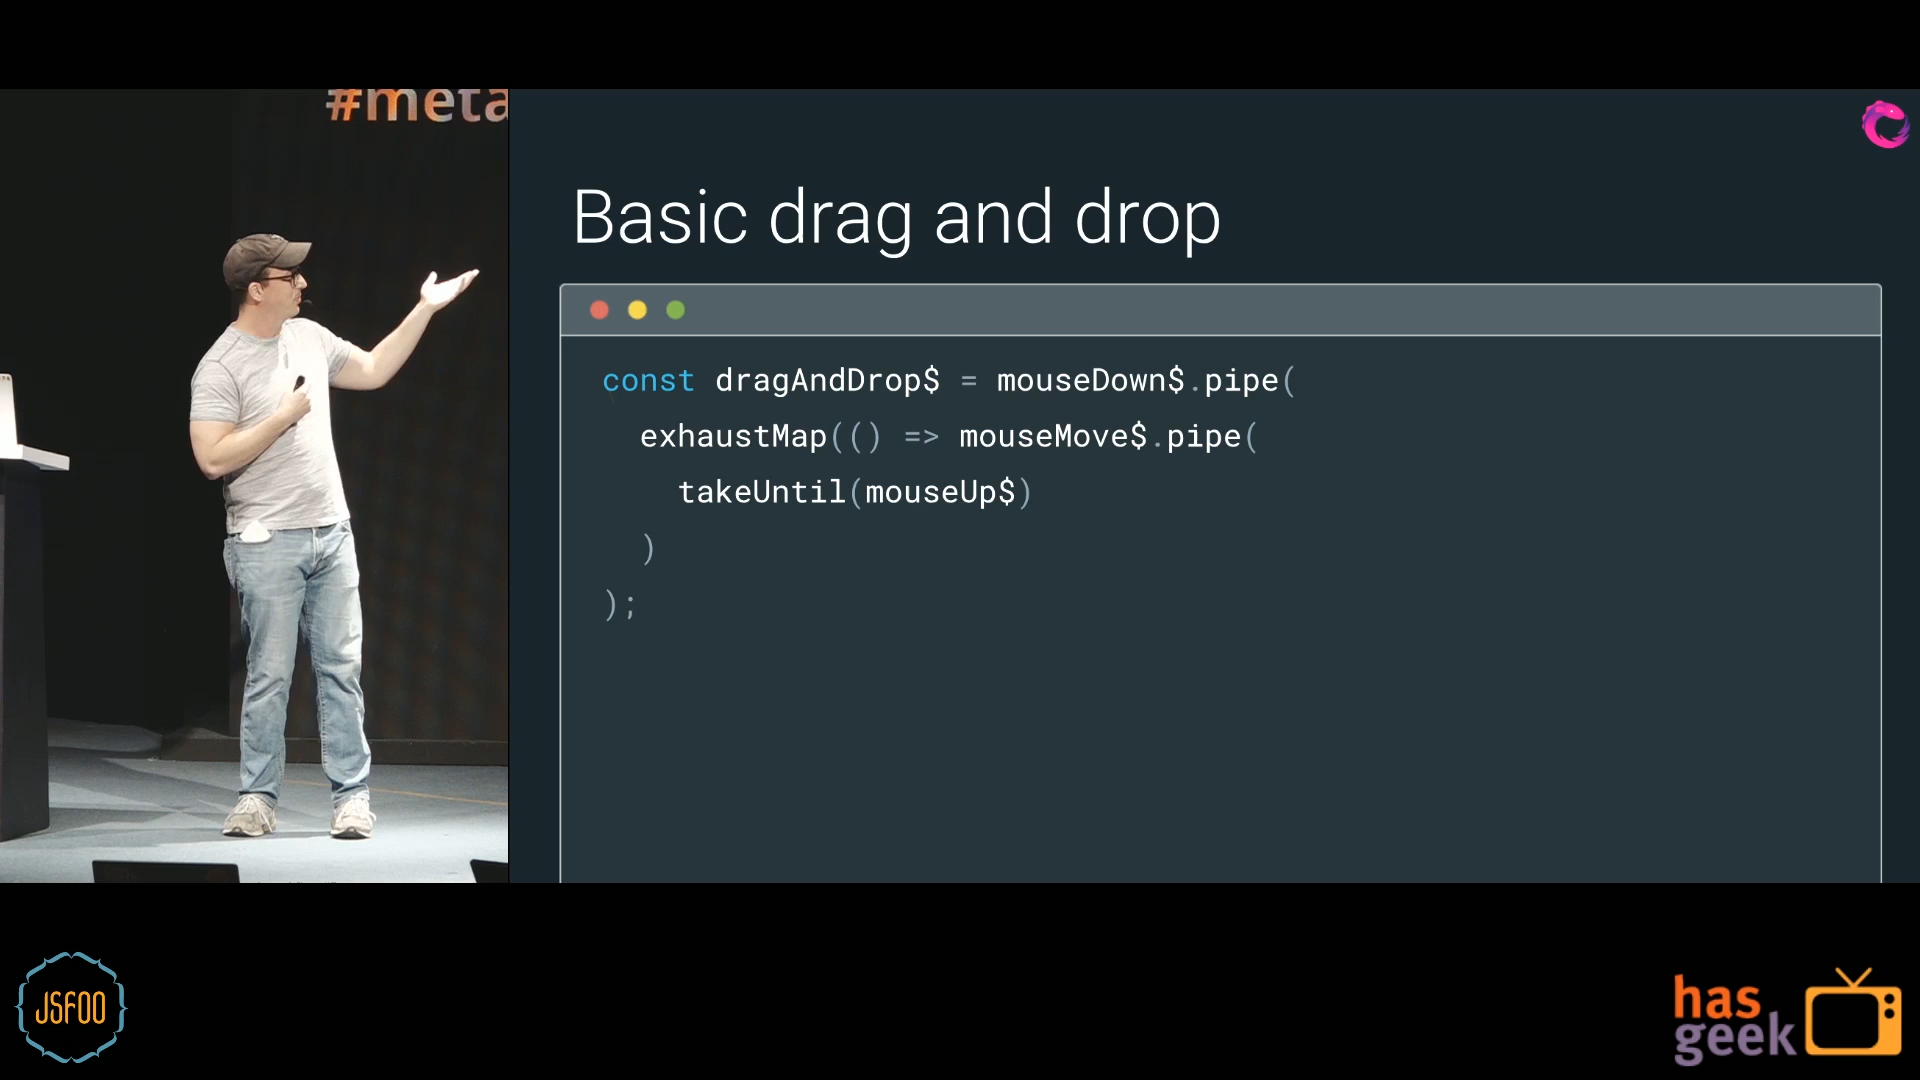 #meta
Basic drag and drop
const dragAndDrop$ = mouseDown$.pipe(
exhaustMap(() => mouseMove$.pipe(
takeUntil(mouseUp$)
)
);
JSFOO
has
geek